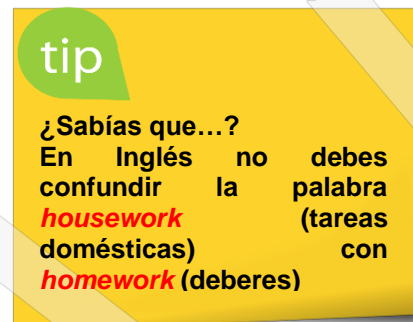 tip
¿Sabías que…?
En Inglés no debes
confundir la palabra
housework (tareas
domésticas) con
homework (deberes)